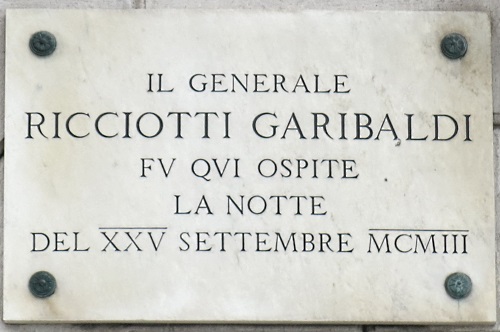 IL GENERALE
RICCIOTTI GARIBALDI
FV QVI OSPITE
LA NOTTE
DEL XXV SETTEMBRE MCMIII